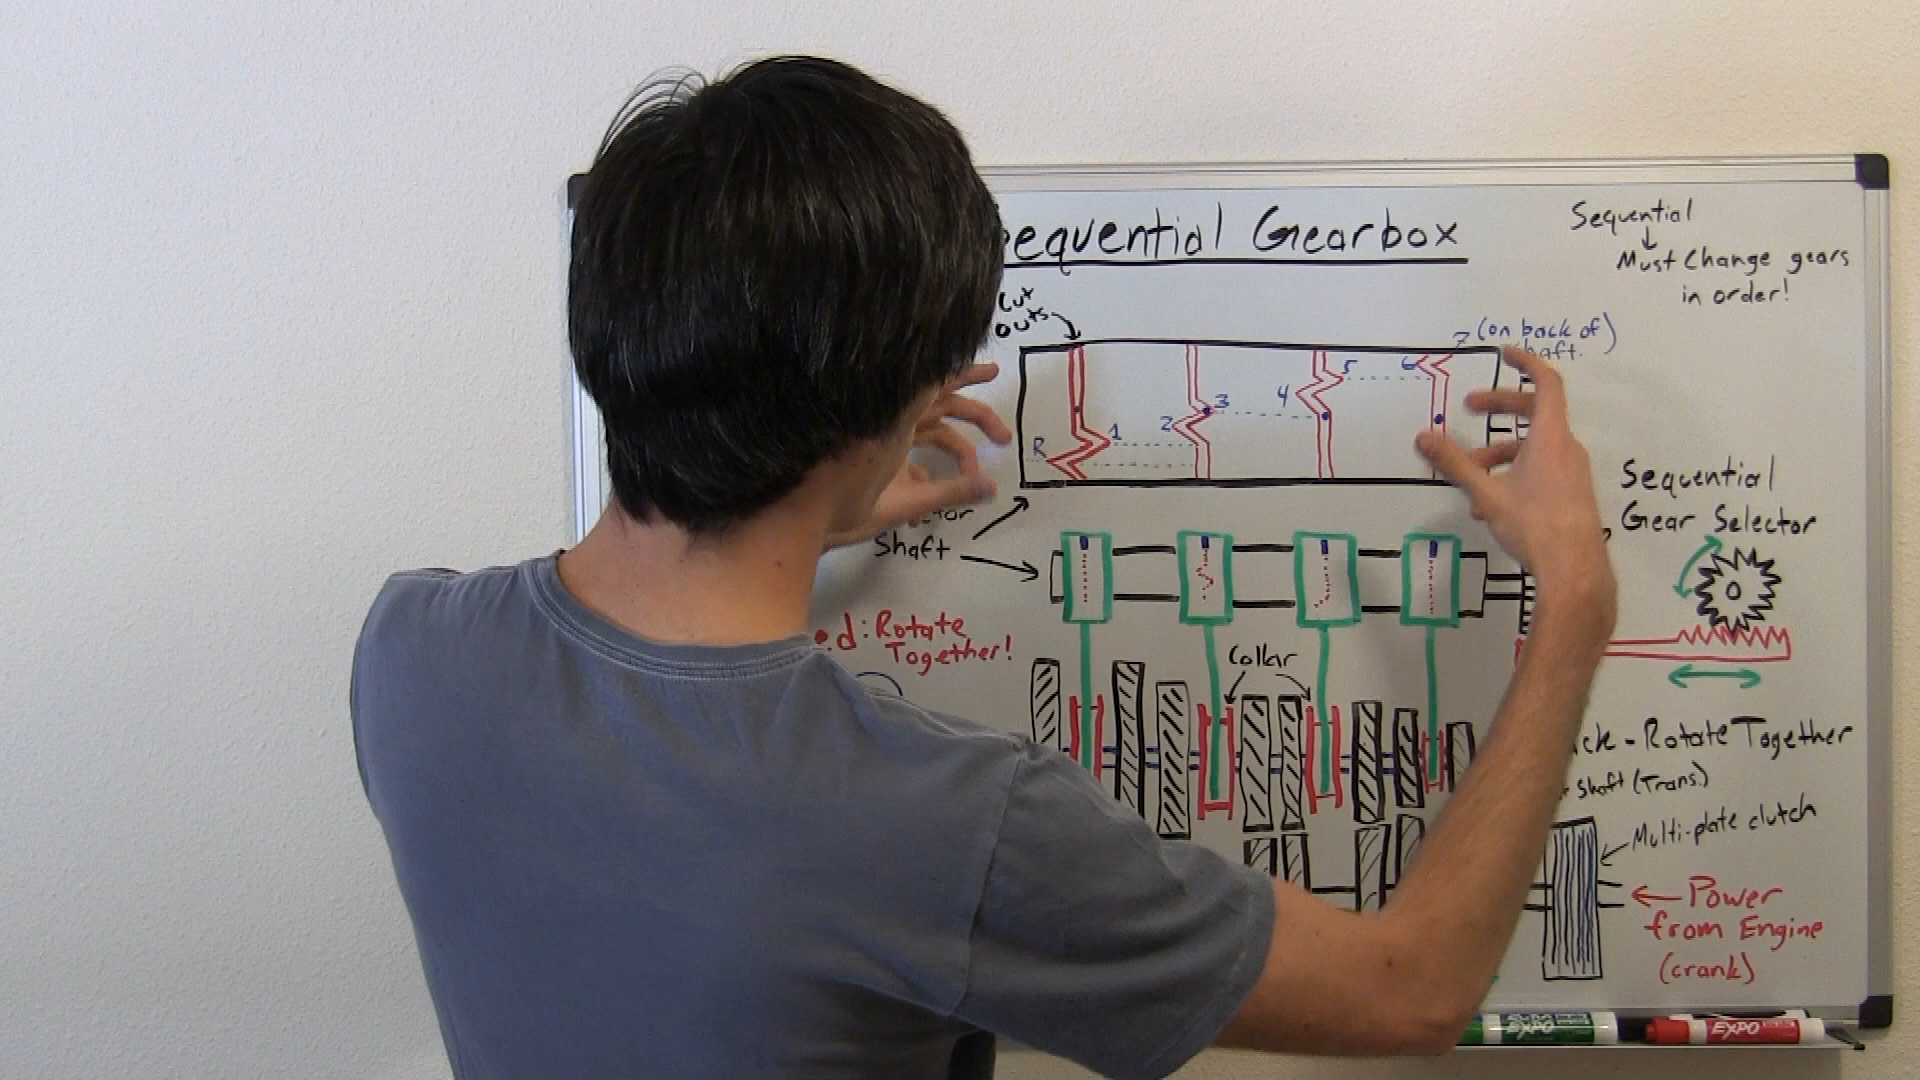 equential Gearbox
Sequential
Must Change gears
in order!
Cut
outs
7 (on back of)
haft.
R
1
2
3
4
5
6
Shaft
Sequential
Gear Selector
d: Rotate
Together!
Collar
ck - Rotate Together
Shaft (Trans.)
Multi-plate clutch
Power
from Engine
(crank)
EXPO
EXPO